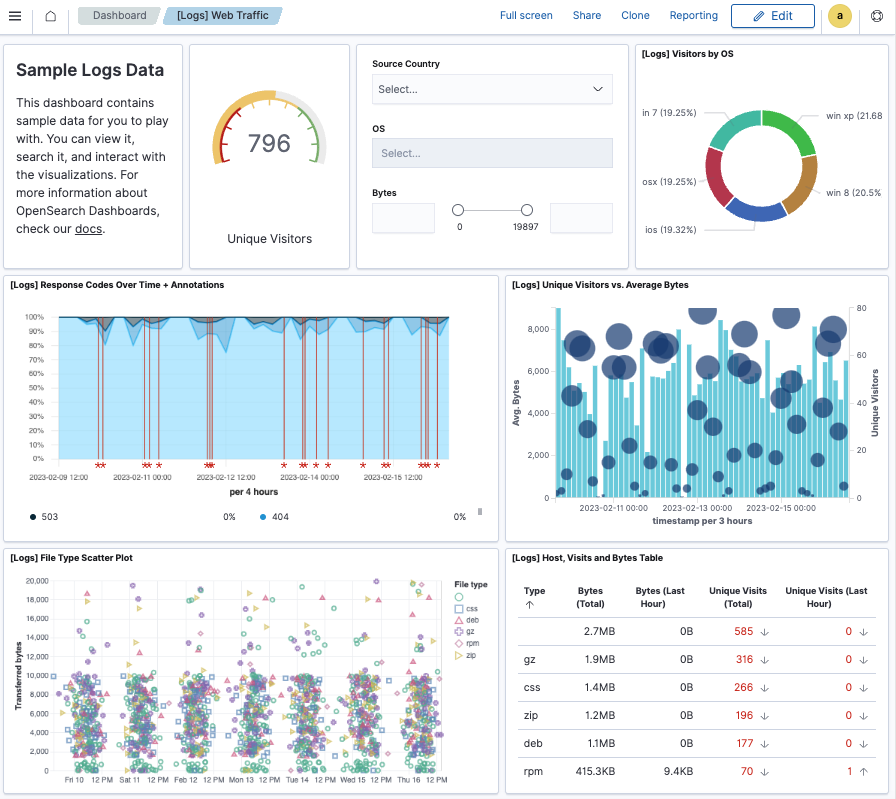 Dashboard [Logs] Web Traffic Full screen Share Clone Reporting Edit a
Sample Logs Data
This dashboard contains
sample data for you to play
with. You can view it,
search it, and interact with
the visualizations. For
more information about
OpenSearch Dashboards,
check our docs.
796
Unique Visitors
Source Country
Select...
OS
Select...
Bytes
0 19897
[Logs] Visitors by OS
in 7 (19.25%)
win xp (21.68
osx (19.25%)
win 8 (20.5%
ios (19.32%)
[Logs] Response Codes Over Time + Annotations
100%
90%
80%
70%
60%
50%
40%
30%
20%
10%
0%
2023-02-09 12:00 2023-02-11 00:00 2023-02-12 12:00 2023-02-14 00:00 2023-02-15 12:00
per 4 hours
503 0% 404 0%
[Logs] Unique Visitors vs. Average Bytes
Avg. Bytes
8,000
6,000
4,000
2,000
0
80
60
40
20
0
Unique Visitors
2023-02-11 00:00 2023-02-13 00:00 2023-02-15 00:00
timestamp per 3 hours
[Logs] File Type Scatter Plot
Transferred bytes
20,000
18,000
16,000
14,000
12,000
10,000
8,000
6,000
4,000
2,000
0
Fri 10 12 PM Sat 11 12 PM Feb 12 12 PM Mon 13 12 PM Tue 14 12 PM Wed 15 12 PM Thu 16 12 PM
File type
css
deb
gz
rpm
zip
[Logs] Host, Visits and Bytes Table
Type Bytes (Total) Bytes (Last Hour) Unique Visits (Total) Unique Visits (Last Hour)
2.7MB 0B 585 0
gz 1.9MB 0B 316 0
css 1.4MB 0B 266 0
zip 1.2MB 0B 196 0
deb 1.1MB 0B 177 0
rpm 415.3KB 9.4KB 70 1